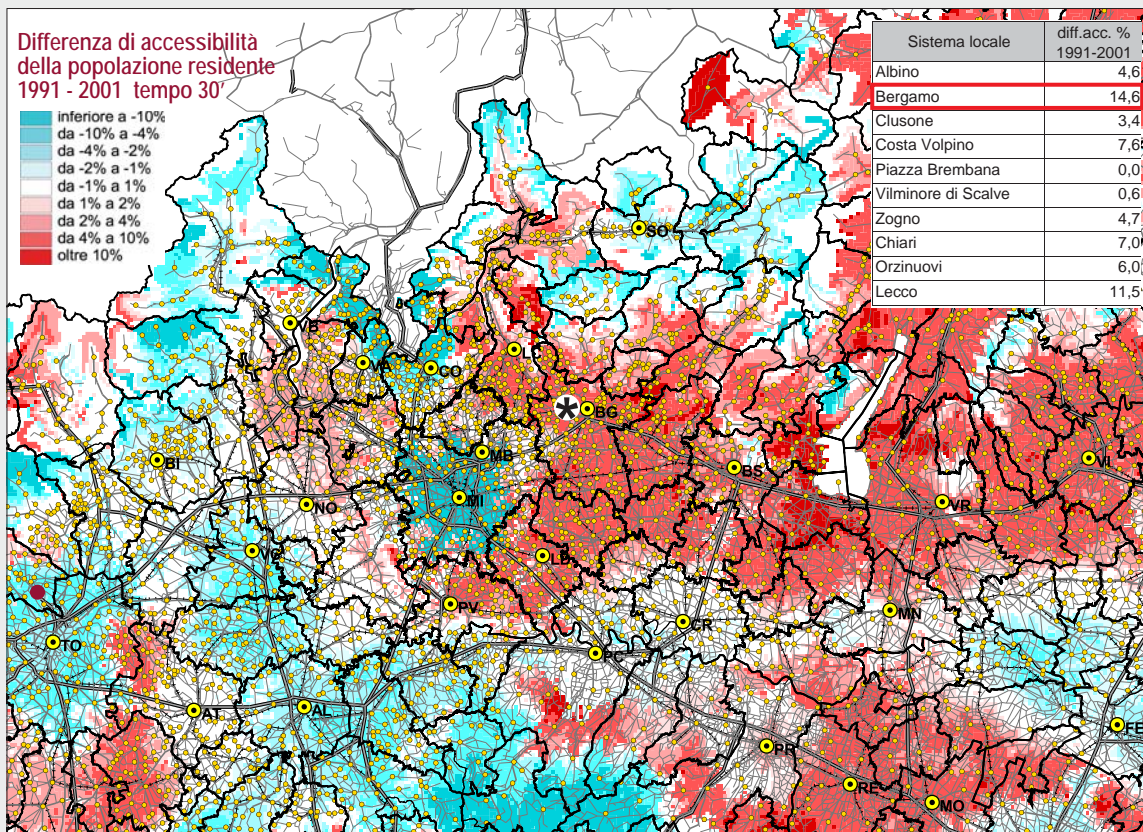 Differenza di accessibilità
della popolazione residente
1991 - 2001 tempo 30'
inferiore a -10%
da -10% a -4%
da -4% a -2%
da -2% a -1%
da -1% a 1%
da 1% a 2%
da 2% a 4%
da 4% a 10%
oltre 10%
Sistema locale diff.acc. % 1991-2001
Albino 4,6
Bergamo 14,6
Clusone 3,4
Costa Volpino 7,6
Piazza Brembana 0,0
Vilminore di Scalve 0,6
Zogno 4,7
Chiari 7,0
Orzinuovi 6,0
Lecco 11,5
SO
VB
VA
CO
BG
BI
MB
BS
VI
MI
NO
VR
LO
PV
CR
MN
TO
AT
AL
PR
RE
MO
FE